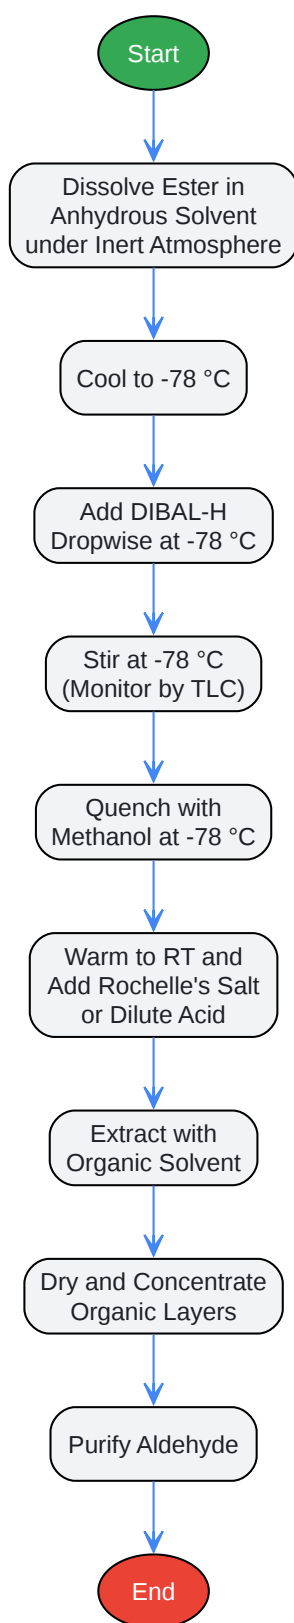 Start
Dissolve Ester in
Anhydrous Solvent
under Inert Atmosphere
Cool to -78 °C
Add DIBAL-H
Dropwise at -78 °C
Stir at -78 °C
(Monitor by TLC)
Quench with
Methanol at -78 °C
Warm to RT and
Add Rochelle's Salt
or Dilute Acid
Extract with
Organic Solvent
Dry and Concentrate
Organic Layers
Purify Aldehyde
End